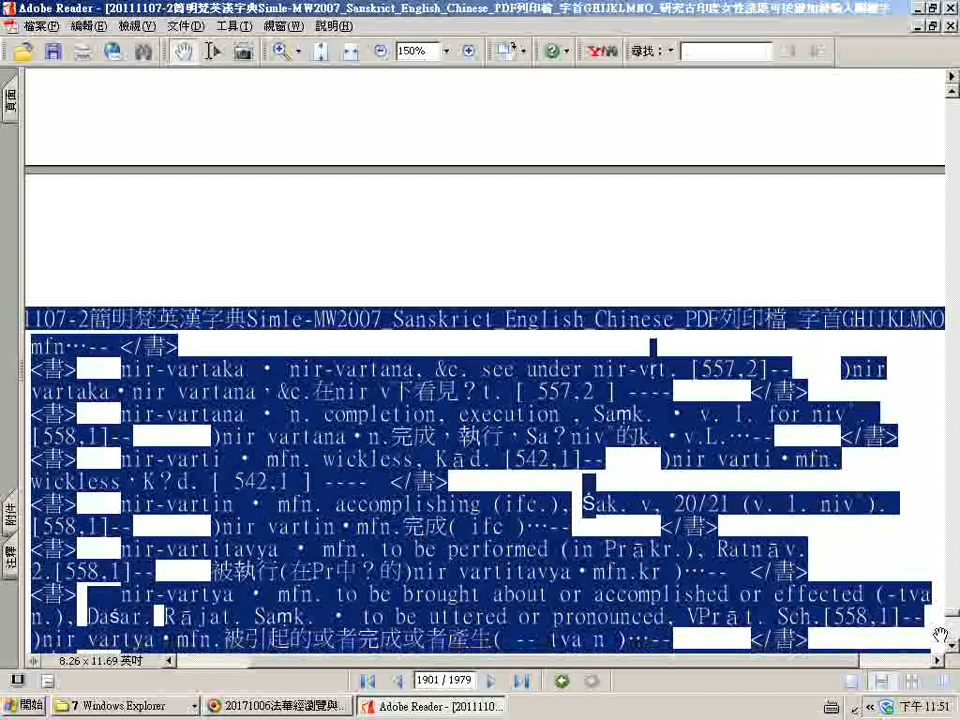 Adobe Reader - [20111107-2簡明梵英漢字典Simle-MW2007_Sanskrict_English_Chinese_PDF列印檔_字首GHIJKLMNO_研究古印度女性
檔案(F) 編輯(E) 檢視(V) 文件(D) 工具(T) 視窗(W) 說明(H)
150% 尋找:
頁面
1107-2簡明梵英漢字典Simle-MW2007_Sanskrict_English_Chinese_PDF列印檔_字首GHIJKLMNO
mfn…-- </書>
<書> nir-vartaka · nir-vartana, &c. see under nir-vṛt. [557,2]-- )nir
vartaka·nir vartana,&c.在nir v下看見?t. [ 557,2 ] ---- </書>
<書> nir-vartana · n. completion, execution , Saṃk. · v. l. for niv°
[558,1]-- )nir vartana·n.完成,執行,Sa?niv°的k.·v.L.…-- </書>
<書> nir-varti · mfn. wickless, Kād. [542,1]-- )nir varti·mfn.
wickless,K?d. [ 542,1 ] ---- </書>
<書> nir-vartin · mfn. accomplishing (ifc.), Śak. v, 20/21 (v. l. niv°).
[558,1]-- )nir vartin·mfn.完成( ifc )…-- </書>
<書> nir-vartitavya · mfn. to be performed (in Prākr.), Ratnāv.
2.[558,1]-- 被執行(在Pr中?的)nir vartitavya·mfn.kr )…-- </書>
<書> nir-vartya · mfn. to be brought about or accomplished or effected (-tva
n.), Daśar. Rājat. Saṃk. · to be uttered or pronounced, VPrāt. Sch.[558,1]--
)nir vartya·mfn.被引起的或者完成或者產生( --tva n )…-- </書>
附件
註釋
8.26 x 11.69 英吋
1901 / 1979
開始 7 Windows Explorer 20171006法華經瀏覽與... Adobe Reader - [2011110... 下午 11:51